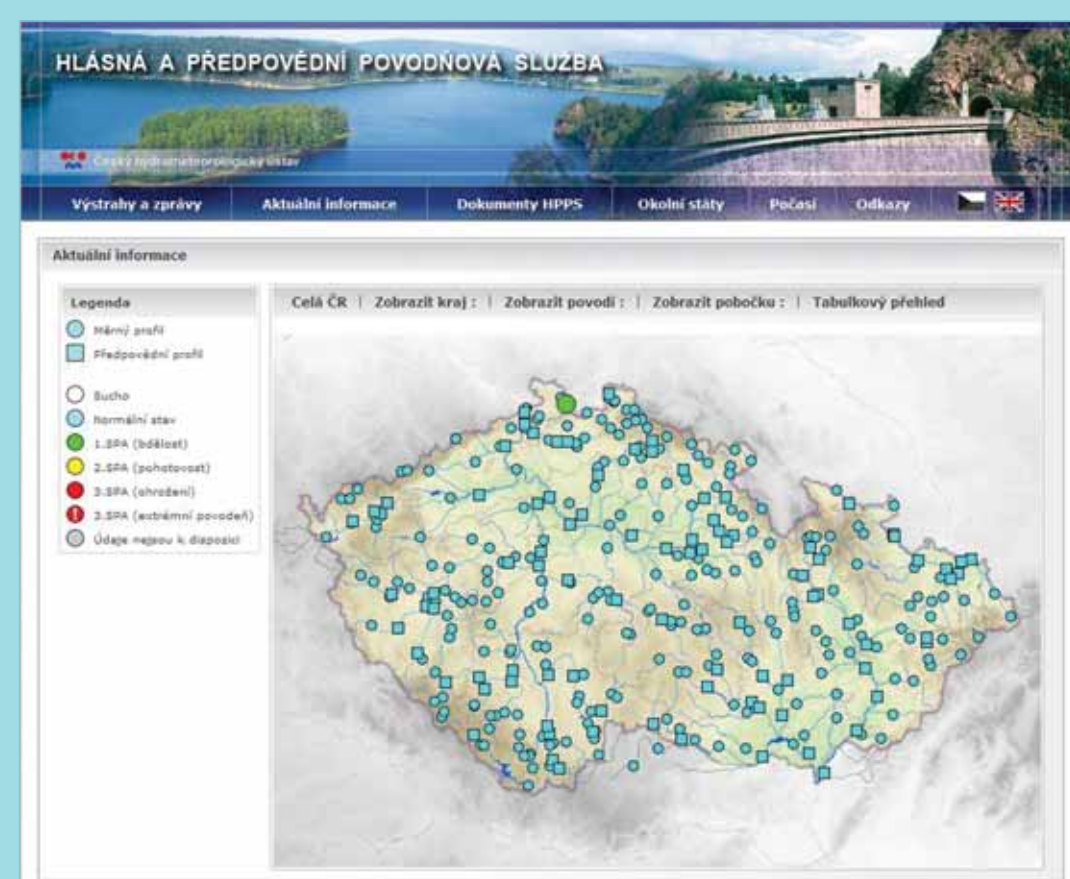 HLÁSNÁ A PŘEDPOVĚDNÍ POVODŇOVÁ SLUŽBA
Český hydrometeorologický ústav
Výstrahy a zprávy Aktuální informace Dokumenty HPPS Okolní státy Počasí Odkazy
Aktuální informace
Legenda
Měrný profil
Předpovědní profil
Sucho
Normální stav
1.SPA (bdělost)
2.SPA (pohotovost)
3.SPA (ohrožení)
3.SPA (extrémní povodeň)
Údaje nejsou k dispozici
Celá ČR | Zobrazit kraj : | Zobrazit povodí : | Zobrazit pobočku : | Tabulkový přehled